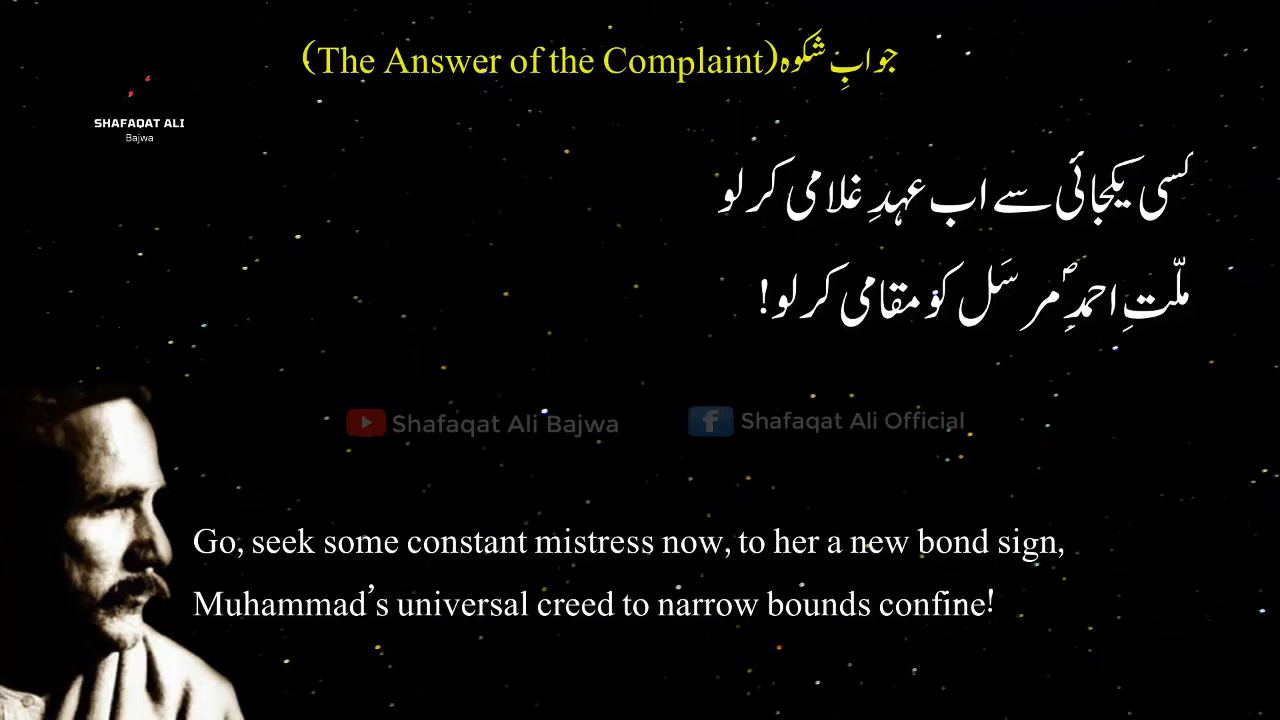 جوابِ شکوہ(The Answer of the Complaint)
SHAFAQAT ALI
Bajwa
کسی یکجائی سے اب عہدِ غلامی کر لو
ملّتِ احمدِؐ مرسَل کو مقامی کر لو!
Shafaqat Ali Bajwa
Shafaqat Ali Official
Go, seek some constant mistress now, to her a new bond sign,
Muhammad’s universal creed to narrow bounds confine!